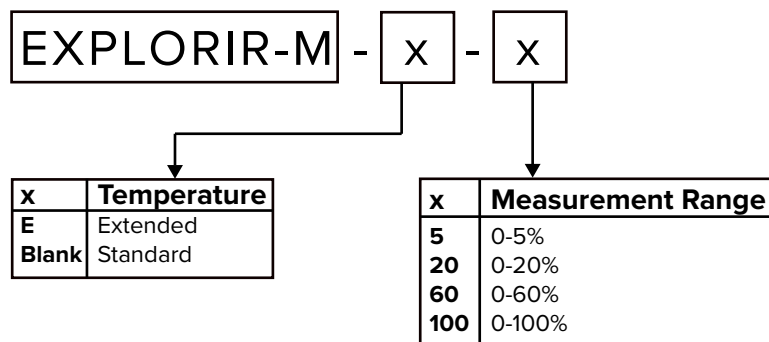 EXPLORIR-M - x - x
x Temperature
E Extended
Blank Standard
x Measurement Range
5 0-5%
20 0-20%
60 0-60%
100 0-100%